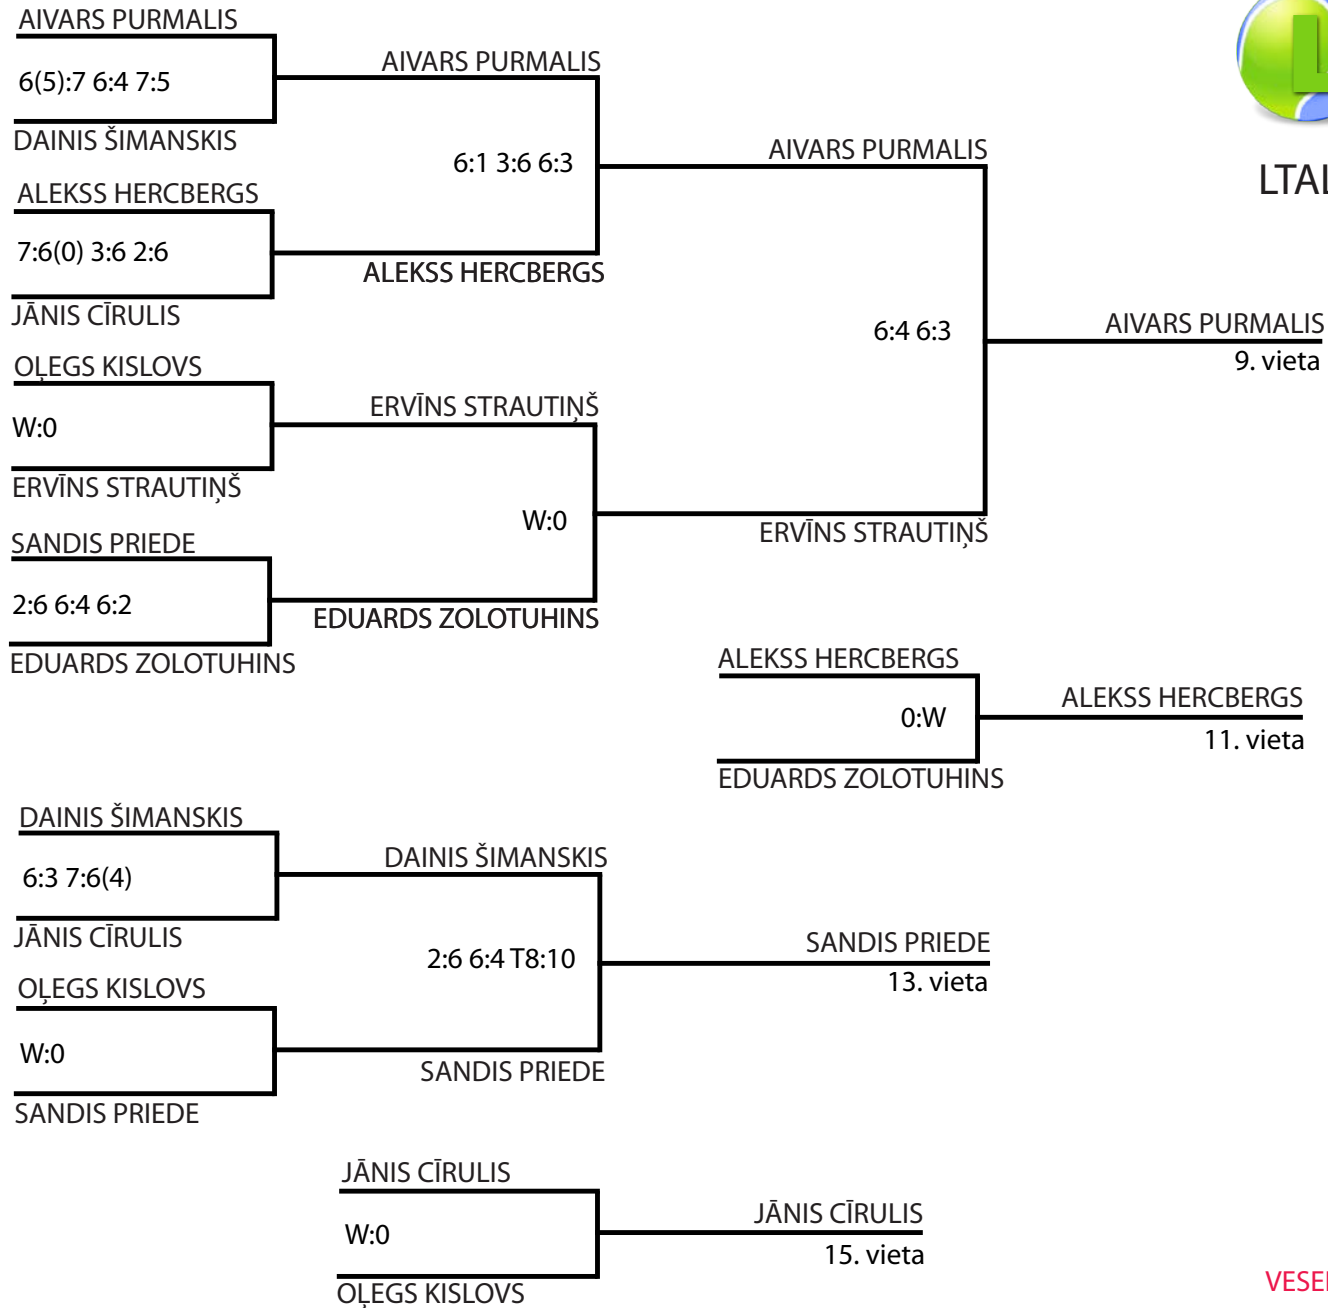 AIVARS PURMALIS
6(5):7 6:4 7:5
DAINIS ŠIMANSKIS
AIVARS PURMALIS
6:1 3:6 6:3
ALEKSS HERCBERGS
7:6(0) 3:6 2:6
JĀNIS CĪRULIS
ALEKSS HERCBERGS
AIVARS PURMALIS
LTAL
OĻEGS KISLOVS
W:0
ERVĪNS STRAUTIŅŠ
ERVĪNS STRAUTIŅŠ
6:4 6:3
AIVARS PURMALIS
9. vieta
SANDIS PRIEDE
2:6 6:4 6:2
EDUARDS ZOLOTUHINS
W:0
EDUARDS ZOLOTUHINS
ERVĪNS STRAUTIŅŠ
ALEKSS HERCBERGS
0:W
EDUARDS ZOLOTUHINS
ALEKSS HERCBERGS
11. vieta
DAINIS ŠIMANSKIS
6:3 7:6(4)
JĀNIS CĪRULIS
DAINIS ŠIMANSKIS
2:6 6:4 T8:10
OĻEGS KISLOVS
W:0
SANDIS PRIEDE
SANDIS PRIEDE
SANDIS PRIEDE
13. vieta
JĀNIS CĪRULIS
W:0
OĻEGS KISLOVS
JĀNIS CĪRULIS
15. vieta